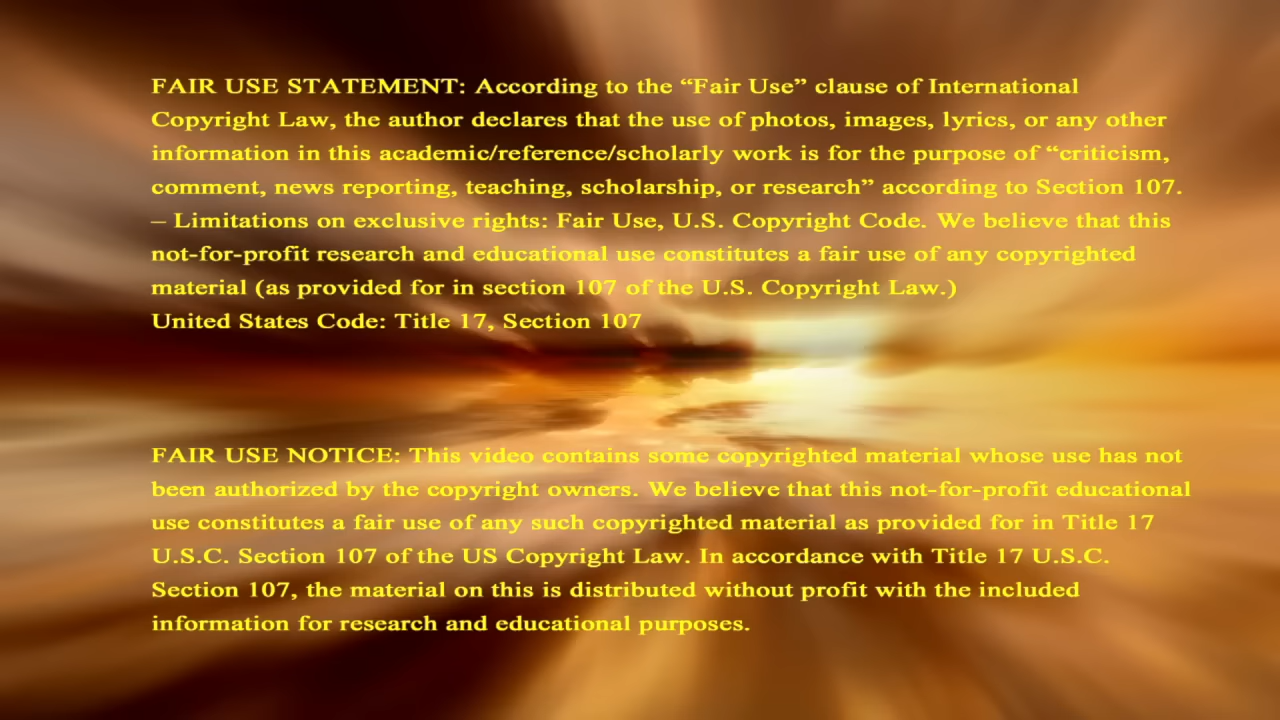 FAIR USE STATEMENT: According to the “Fair Use” clause of International
Copyright Law, the author declares that the use of photos, images, lyrics, or any other
information in this academic/reference/scholarly work is for the purpose of “criticism,
comment, news reporting, teaching, scholarship, or research” according to Section 107.
– Limitations on exclusive rights: Fair Use, U.S. Copyright Code. We believe that this
not-for-profit research and educational use constitutes a fair use of any copyrighted
material (as provided for in section 107 of the U.S. Copyright Law.)
United States Code: Title 17, Section 107
FAIR USE NOTICE: This video contains some copyrighted material whose use has not
been authorized by the copyright owners. We believe that this not-for-profit educational
use constitutes a fair use of any such copyrighted material as provided for in Title 17
U.S.C. Section 107 of the US Copyright Law. In accordance with Title 17 U.S.C.
Section 107, the material on this is distributed without profit with the included
information for research and educational purposes.